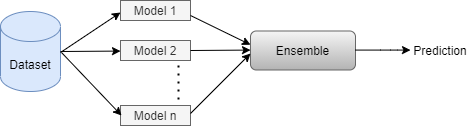 Model 1
Dataset
Model 2
Ensemble
Prediction
Model n